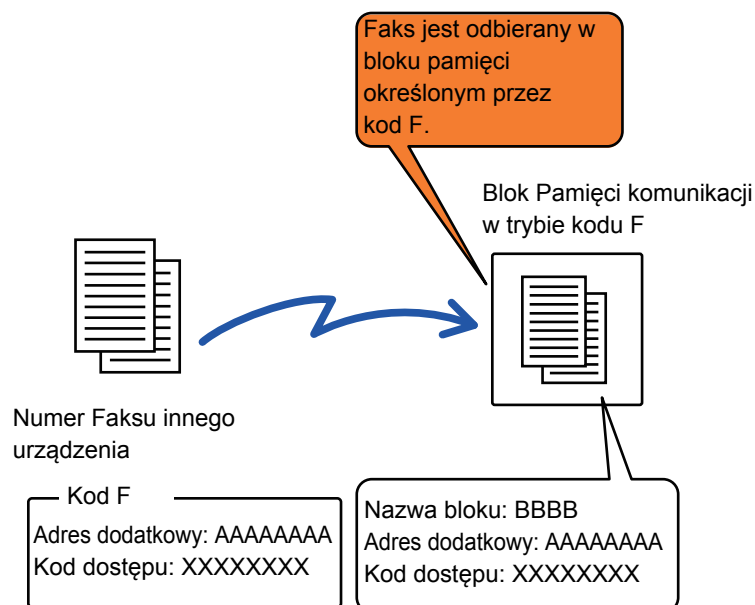 Faks jest odbierany w
bloku pamięci
określonym przez
kod F.
Blok Pamięci komunikacji
w trybie kodu F
Numer Faksu innego
urządzenia
Kod F
Adres dodatkowy: AAAAAAAA
Kod dostępu: XXXXXXXX
Nazwa bloku: BBBB
Adres dodatkowy: AAAAAAAA
Kod dostępu: XXXXXXXX